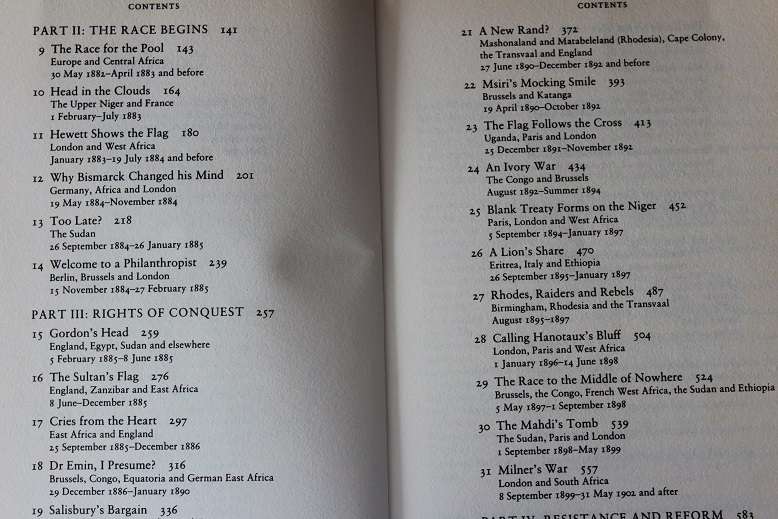 CONTENTS
PART II: THE RACE BEGINS 141
9 The Race for the Pool 143
Europe and Central Africa
30 May 1882–April 1883 and before
10 Head in the Clouds 164
The Upper Niger and France
1 February–July 1883
11 Hewett Shows the Flag 180
London and West Africa
January 1883–19 July 1884 and before
12 Why Bismarck Changed his Mind 201
Germany, Africa and London
19 May 1884–November 1884
13 Too Late? 218
The Sudan
26 September 1884–26 January 1885
14 Welcome to a Philanthropist 239
Berlin, Brussels and London
15 November 1884–27 February 1885
PART III: RIGHTS OF CONQUEST 257
15 Gordon's Head 259
England, Egypt, Sudan and elsewhere
5 February 1885–8 June 1885
16 The Sultan's Flag 276
England, Zanzibar and East Africa
8 June–December 1885
17 Cries from the Heart 297
East Africa and England
25 September 1885–December 1886
18 Dr Emin, I Presume? 316
Brussels, Congo, Equatoria and German East Africa
29 December 1886–January 1890
19 Salisbury's Bargain 336
CONTENTS
21 A New Rand? 372
Mashonaland and Matabeleland (Rhodesia), Cape Colony,
the Transvaal and England
27 June 1890–December 1892 and before
22 Msiri's Mocking Smile 393
Brussels and Katanga
19 April 1890–October 1892
23 The Flag Follows the Cross 413
Uganda, Paris and London
25 December 1891–November 1892
24 An Ivory War 434
The Congo and Brussels
August 1892–Summer 1894
25 Blank Treaty Forms on the Niger 452
Paris, London and West Africa
5 September 1894–January 1897
26 A Lion's Share 470
Eritrea, Italy and Ethiopia
26 September 1895–January 1897
27 Rhodes, Raiders and Rebels 487
Birmingham, Rhodesia and the Transvaal
August 1895–1897
28 Calling Hanotaux's Bluff 504
London, Paris and West Africa
1 January 1896–14 June 1898
29 The Race to the Middle of Nowhere 524
Brussels, the Congo, French West Africa, the Sudan and Ethiopia
5 May 1897–1 September 1898
30 The Mahdi's Tomb 539
The Sudan, Paris and London
1 September 1898–May 1899
31 Milner's War 557
London and South Africa
8 September 1899–31 May 1902 and after
PART IV: RESISTANCE AND REFORM 583